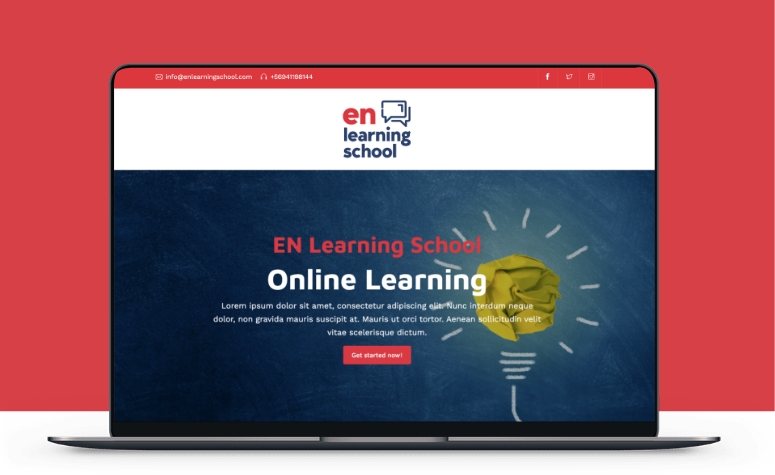 info@enlearningschool.com +56941186144
en
learning
school
EN Learning School
Online Learning
Lorem ipsum dolor sit amet, consectetur adipiscing elit. Nunc interdum neque
dolor, non gravida mauris suscipit at. Mauris ut orci tortor. Aenean sollicitudin velit
vitae scelerisque dictum.
Get started now!